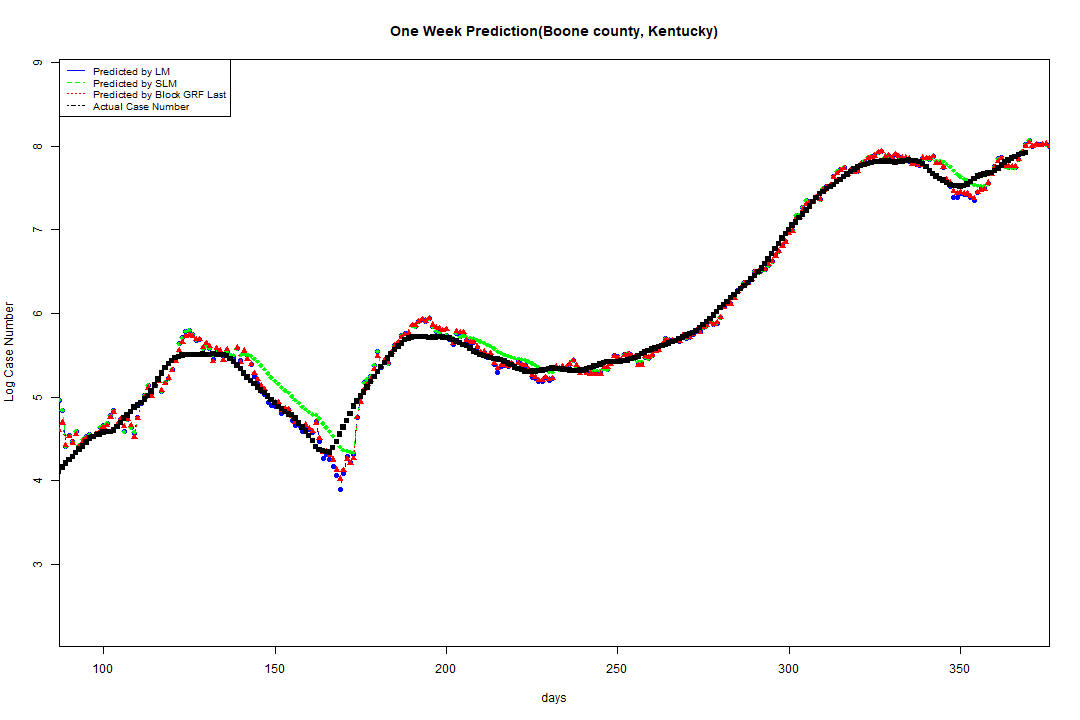 One Week Prediction(Boone county, Kentucky)
Predicted by LM
Predicted by SLM
Predicted by Block GRF Last
Actual Case Number
9
8
7
6
5
4
3
Log Case Number
100 150 200 250 300 350
days